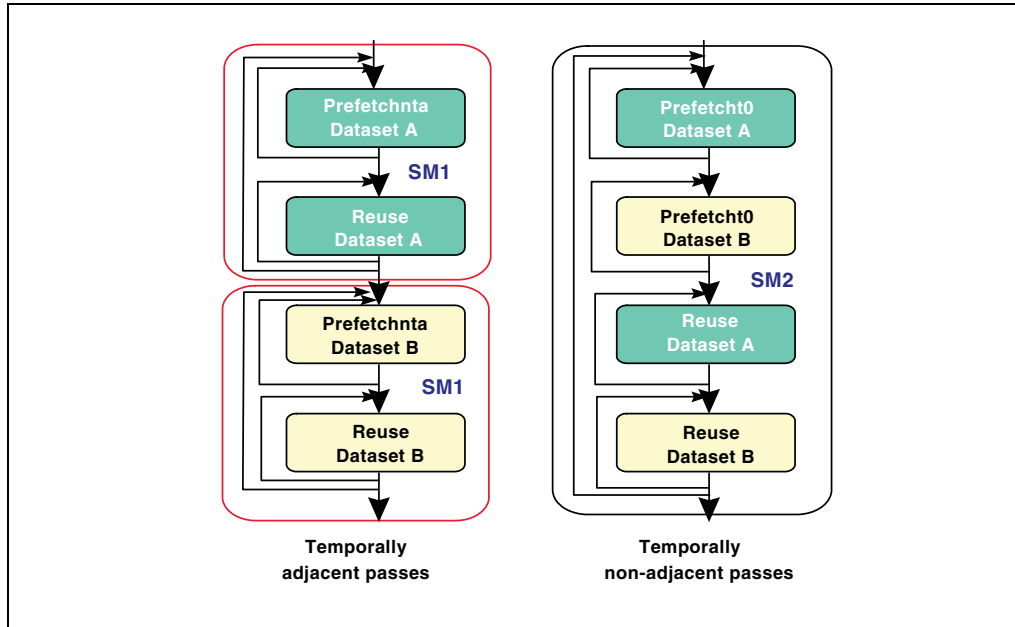 Prefetchnta
Dataset A
SM1
Reuse
Dataset A
Prefetchnta
Dataset B
SM1
Reuse
Dataset B
Temporally
adjacent passes
Prefetcht0
Dataset A
Prefetcht0
Dataset B
SM2
Reuse
Dataset A
Reuse
Dataset B
Temporally
non-adjacent passes